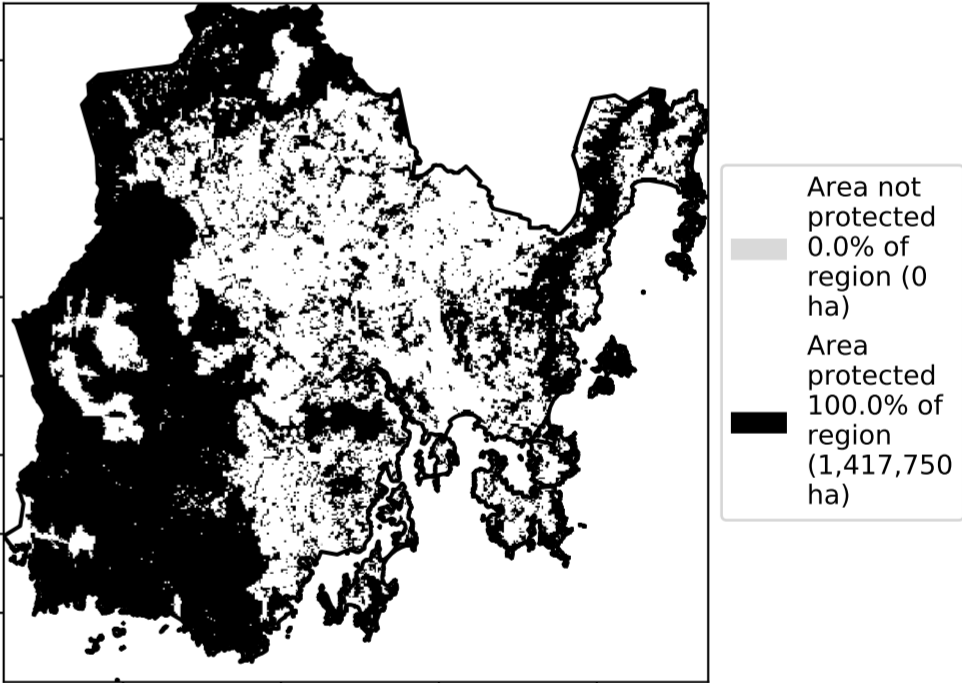 Area not
protected
0.0% of
region (0
ha)
Area
protected
100.0% of
region
(1,417,750
ha)